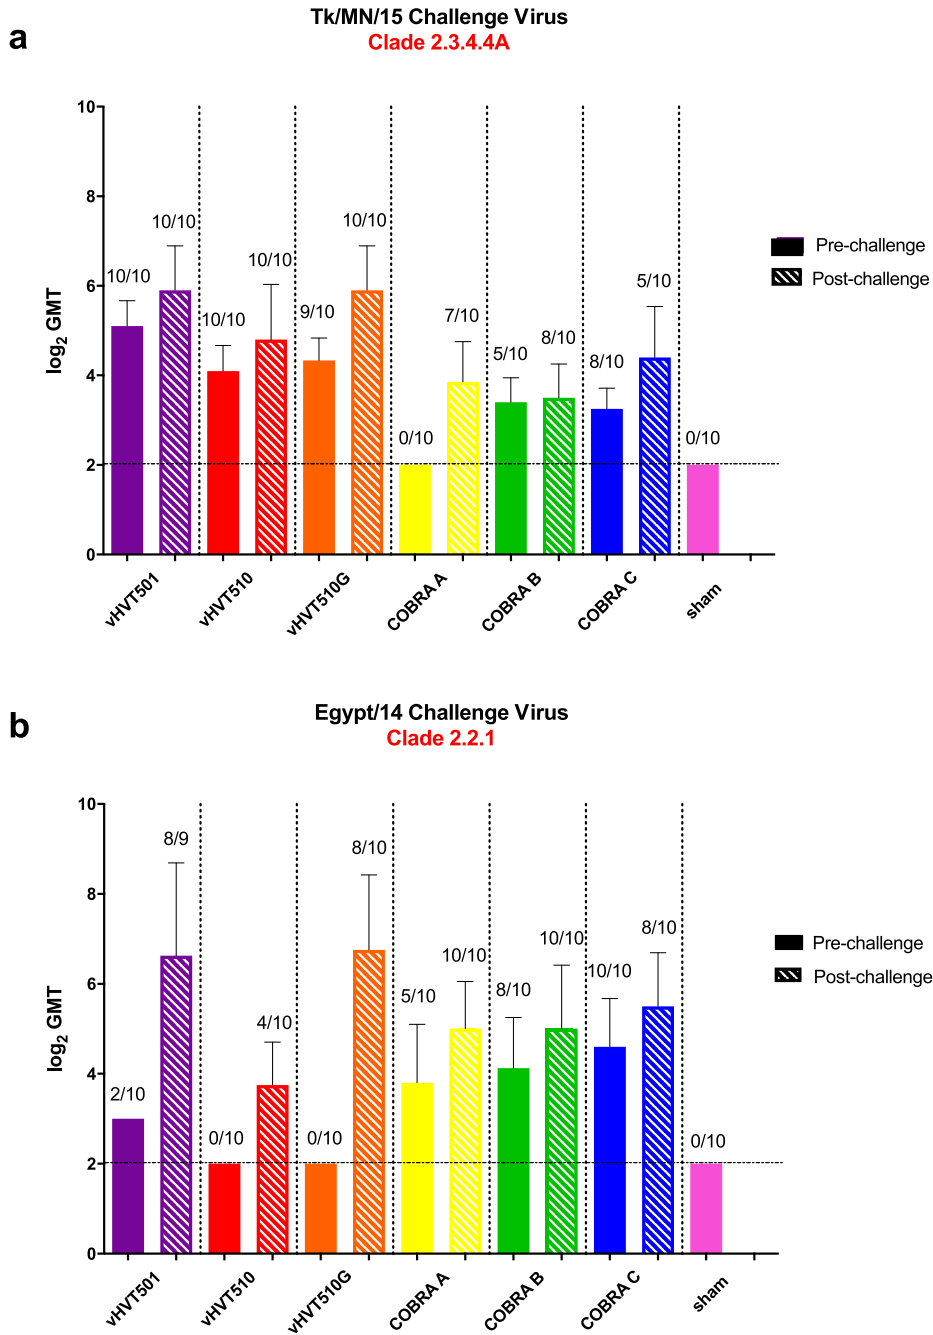 a
Tk/MN/15 Challenge Virus
Clade 2.3.4.4A
log2 GMT
10
8
6
4
2
0
10/10
10/10
10/10
10/10
9/10
10/10
0/10
7/10
5/10
8/10
8/10
5/10
0/10
Pre-challenge
Post-challenge
vHVT501
vHVT510
vHVT510G
COBRA A
COBRA B
COBRA C
sham
b
Egypt/14 Challenge Virus
Clade 2.2.1
log2 GMT
10
8
6
4
2
0
2/10
8/9
0/10
4/10
0/10
8/10
5/10
10/10
8/10
10/10
10/10
8/10
0/10
Pre-challenge
Post-challenge
vHVT501
vHVT510
vHVT510G
COBRA A
COBRA B
COBRA C
sham